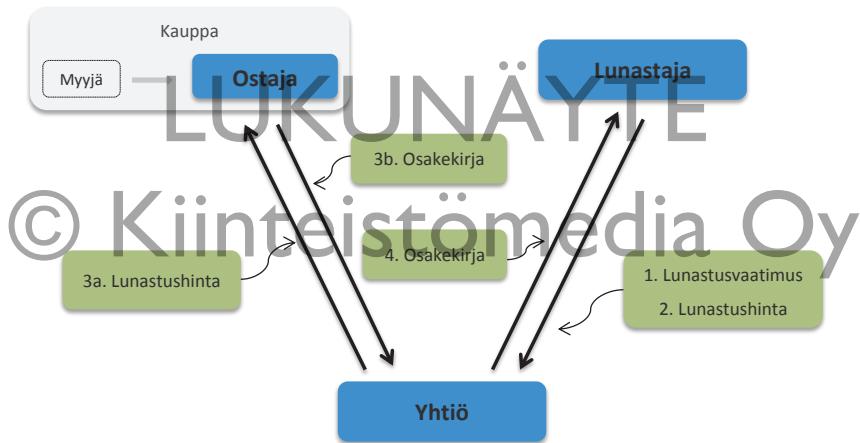 Kauppa
Myyjä
Ostaja
Lunastaja
LUKUNÄYTE
3b. Osakekirja
© Kiinteistömedia Oy
3a. Lunastushinta
4. Osakekirja
1. Lunastusvaatimus
2. Lunastushinta
Yhtiö